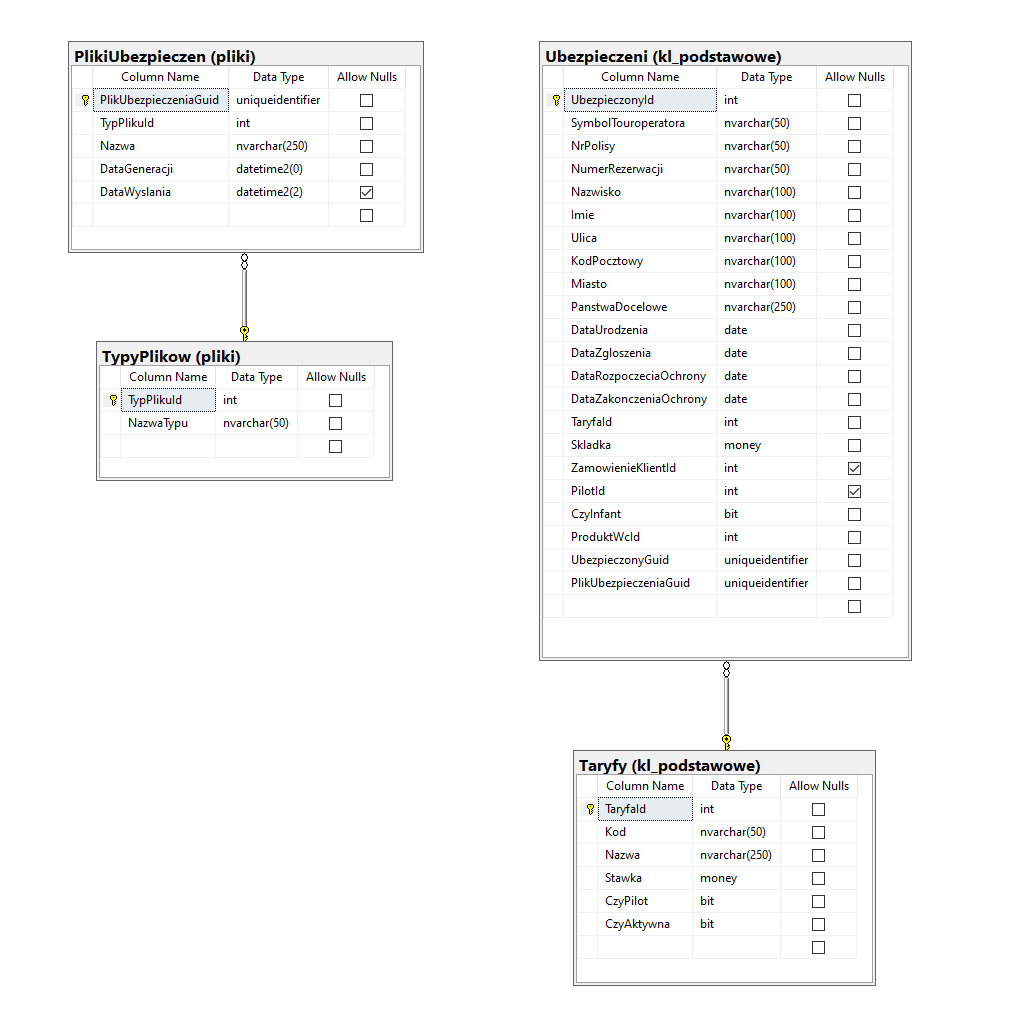 PlikiUbezpieczen (pliki)
Column Name Data Type Allow Nulls
PlikUbezpieczeniaGuid uniqueidentifier
TypPlikuId int
Nazwa nvarchar(250)
DataGeneracji datetime2(0)
DataWyslania datetime2(2)
TypyPlikow (pliki)
Column Name Data Type Allow Nulls
TypPlikuId int
NazwaTypu nvarchar(50)
Ubezpieczeni (kl_podstawowe)
Column Name Data Type Allow Nulls
UbezpieczonyId int
SymbolTouroperatora nvarchar(50)
NrPolisy nvarchar(50)
NumerRezerwacji nvarchar(50)
Nazwisko nvarchar(100)
Imie nvarchar(100)
Ulica nvarchar(100)
KodPocztowy nvarchar(100)
Miasto nvarchar(100)
PanstwaDocelowe nvarchar(250)
DataUrodzenia date
DataZgloszenia date
DataRozpoczeciaOchrony date
DataZakonczeniaOchrony date
TaryfaId int
Skladka money
ZamowienieKlientId int
PilotId int
CzyInfant bit
ProduktWcId int
UbezpieczonyGuid uniqueidentifier
PlikUbezpieczeniaGuid uniqueidentifier
Taryfy (kl_podstawowe)
Column Name Data Type Allow Nulls
TaryfaId int
Kod nvarchar(50)
Nazwa nvarchar(250)
Stawka money
CzyPilot bit
CzyAktywna bit